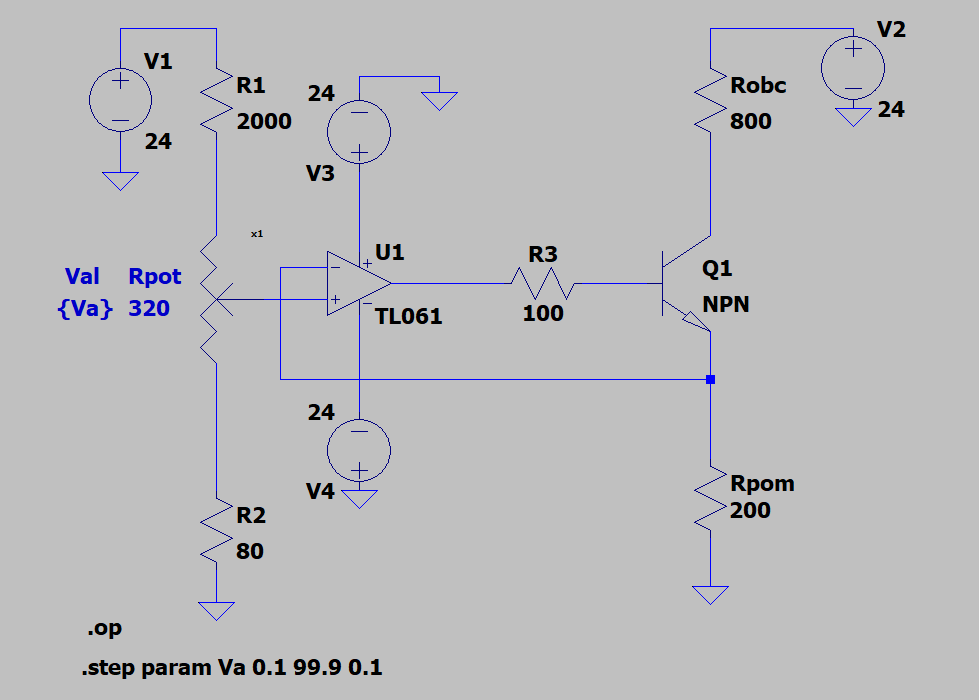 V1
24
R1
2000
24
V3
Robc
800
V2
24
x1
Val Rpot
{Va} 320
U1
TL061
R3
100
Q1
NPN
24
V4
R2
80
Rpom
200
.op
.step param Va 0.1 99.9 0.1